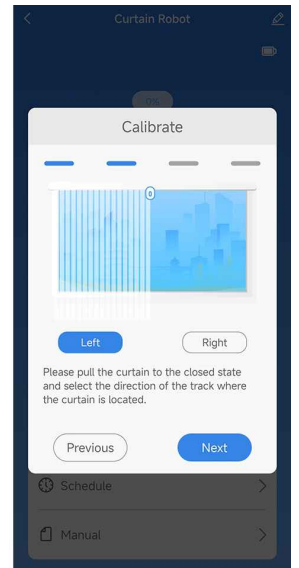 Curtain Robot
0%
Calibrate
0
Left
Right
Please pull the curtain to the closed state
and select the direction of the track where
the curtain is located.
Previous
Next
Schedule
Manual